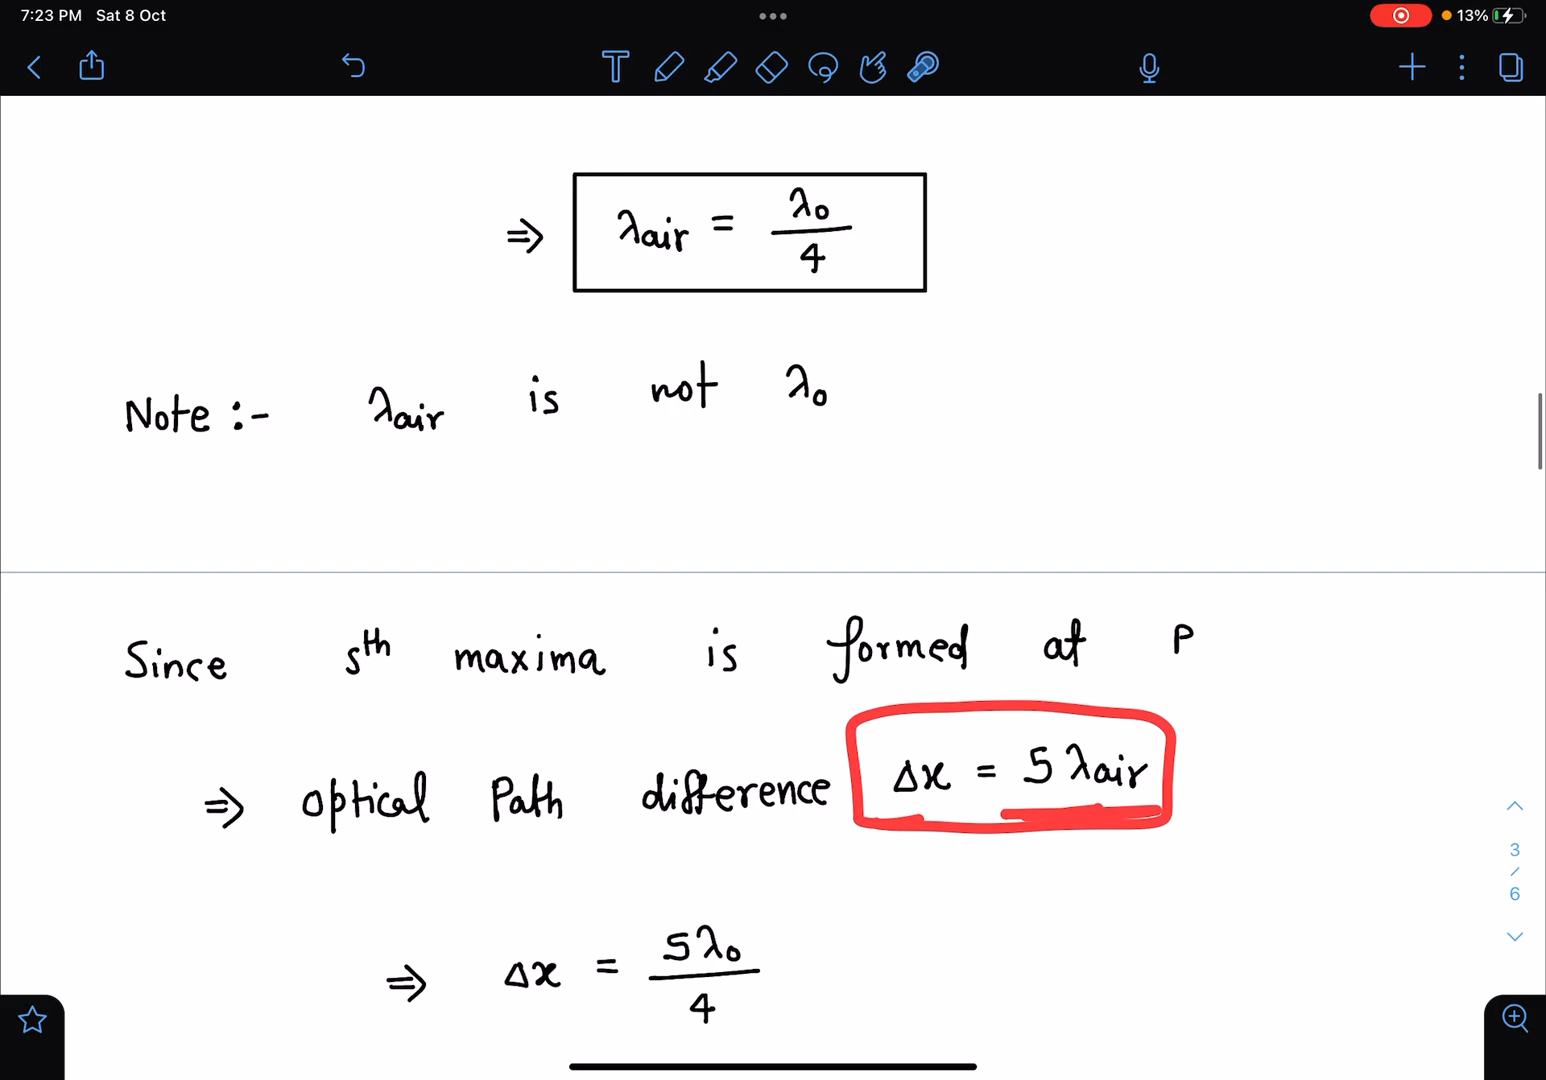 7:23 PM Sat 8 Oct
13%
⇒ λair = λ₀/4
Note :- λair is not λ₀
Since 5th maxima is formed at P
⇒ optical Path difference Δx = 5 λair
⇒ Δx = 5λ₀/4
3
/
6